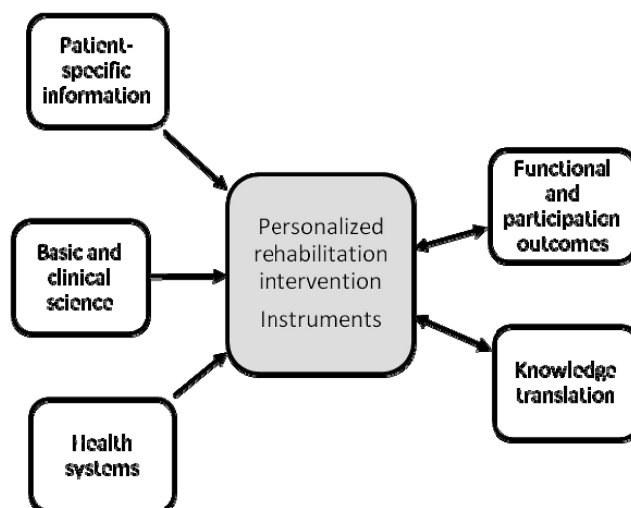 Patient-
specific
information
Basic and
clinical
science
Health
systems
Personalized
rehabilitation
intervention
Instruments
Functional
and
participation
outcomes
Knowledge
translation